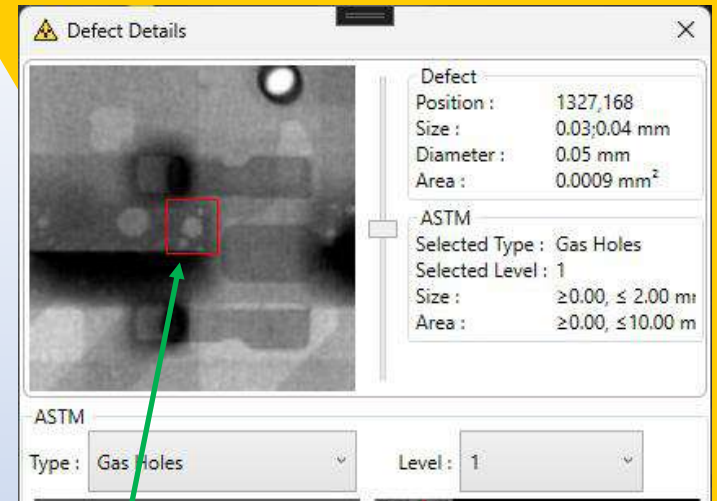 Defect Details
Defect
Position : 1327,168
Size : 0.03;0.04 mm
Diameter : 0.05 mm
Area : 0.0009 mm²
ASTM
Selected Type : Gas Holes
Selected Level : 1
Size : ≥0.00, ≤ 2.00 m
Area : ≥0.00, ≤10.00 m
ASTM
Type : Gas Holes Level : 1